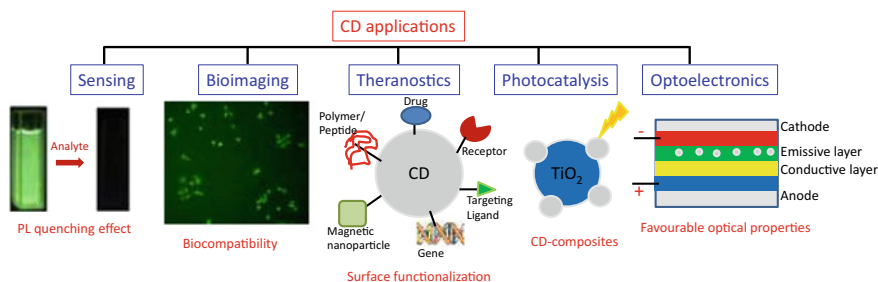 CD applications
Sensing
Bioimaging
Theranostics
Photocatalysis
Optoelectronics
Analyte
PL quenching effect
Biocompatibility
Drug
Polymer/
Peptide
Receptor
CD
Targeting
Ligand
Magnetic
nanoparticle
Gene
Surface functionalization
TiO₂
CD-composites
-
+
Cathode
Emissive layer
Conductive layer
Anode
Favourable optical properties